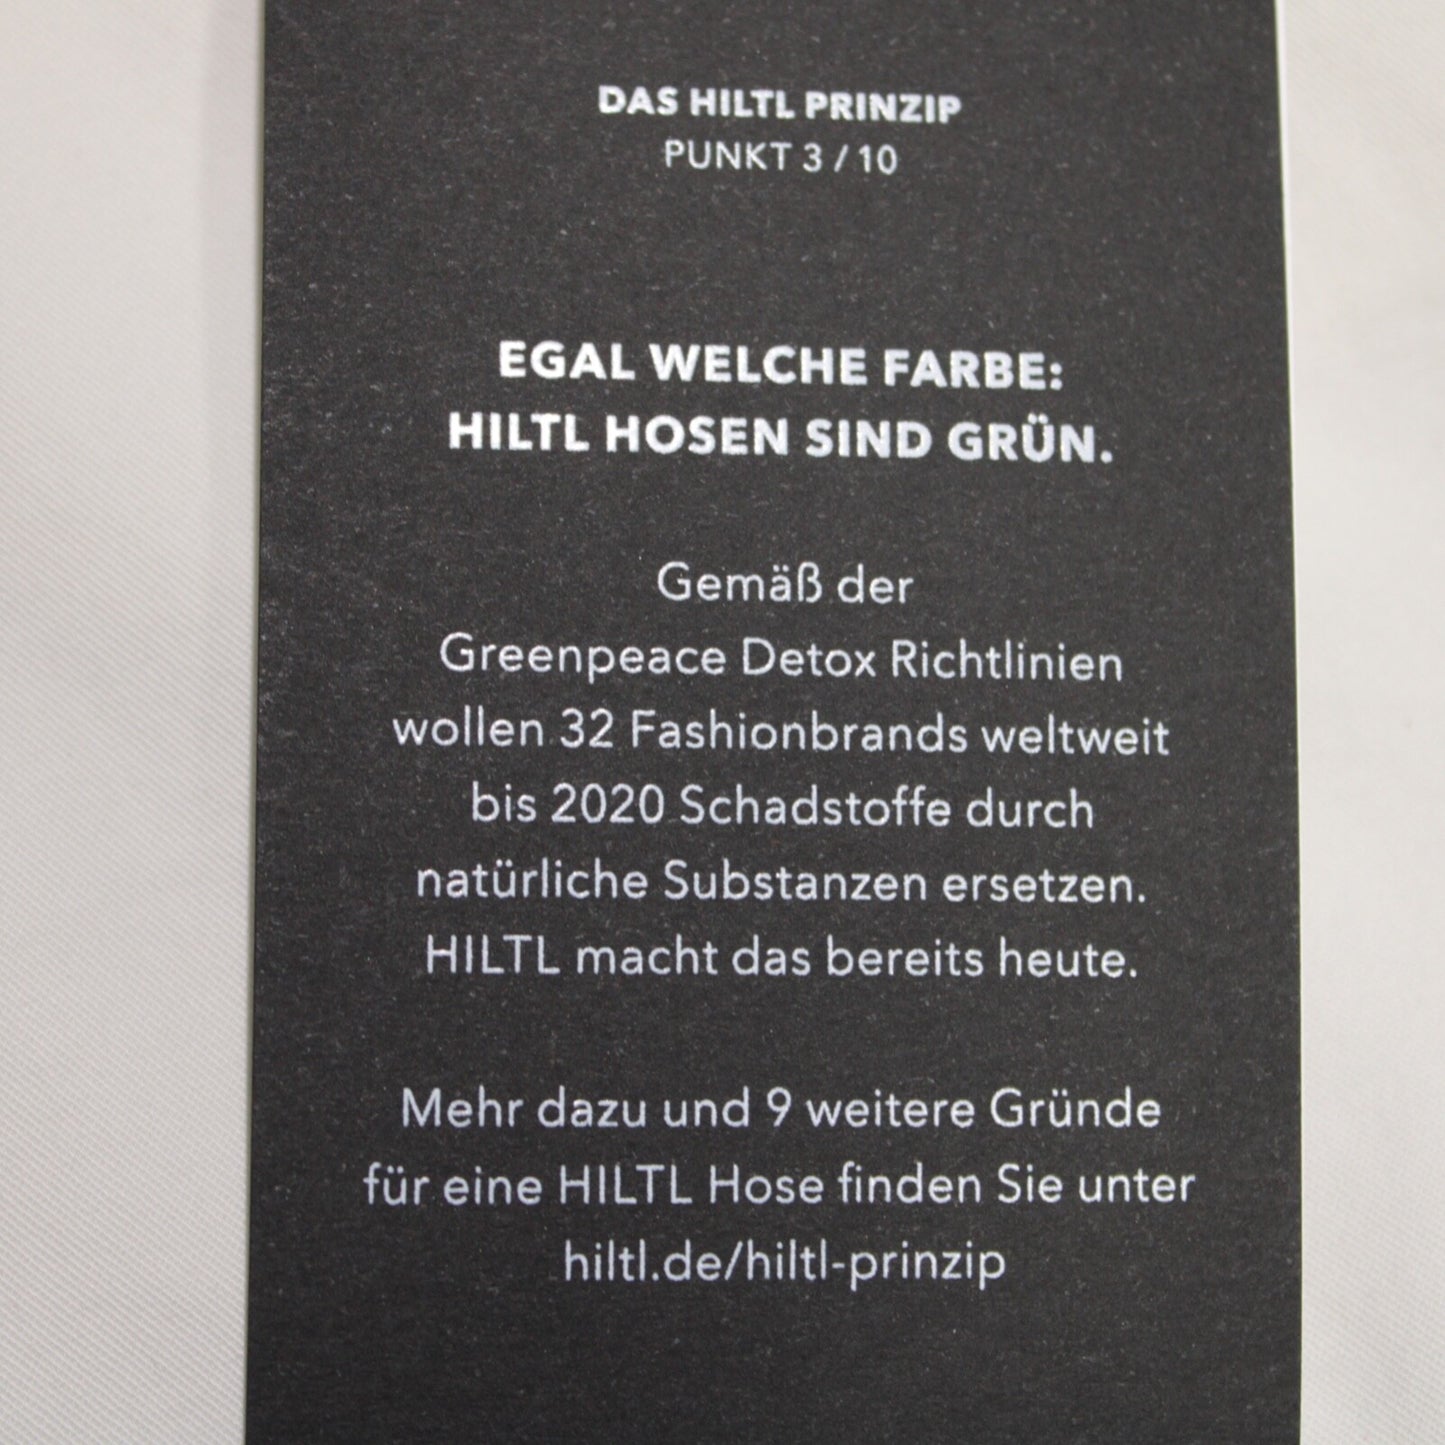 DAS HILTL PRINZIP
PUNKT 3 / 10
EGAL WELCHE FARBE:
HILTL HOSEN SIND GRÜN.
Gemäß der
Greenpeace Detox Richtlinien
wollen 32 Fashionbrands weltweit
bis 2020 Schadstoffe durch
natürliche Substanzen ersetzen.
HILTL macht das bereits heute.
Mehr dazu und 9 weitere Gründe
für eine HILTL Hose finden Sie unter
hiltl.de/hiltl-prinzip